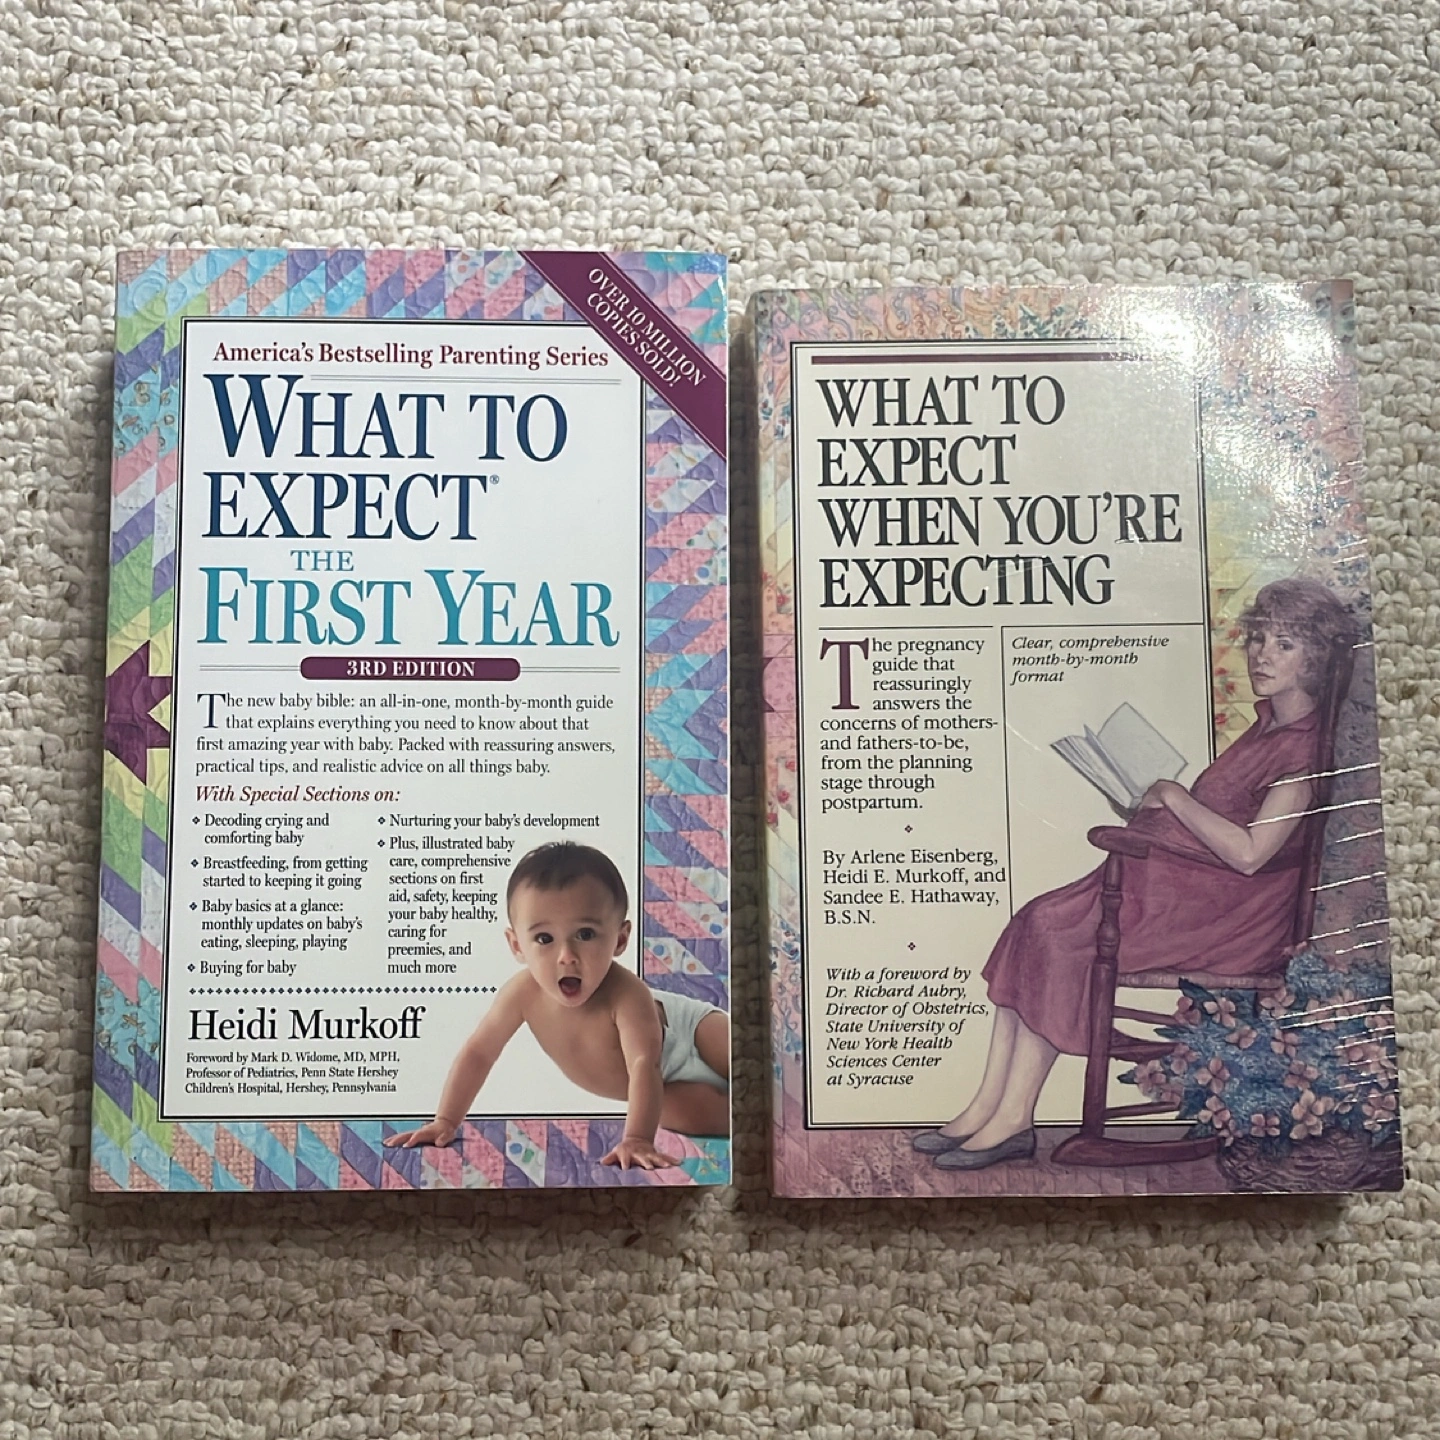 OVER 10 MILLION
COPIES SOLD!
America's Bestselling Parenting Series
WHAT TO
EXPECT®
THE
FIRST YEAR
3RD EDITION
The new baby bible: an all-in-one, month-by-month guide
that explains everything you need to know about that
first amazing year with baby. Packed with reassuring answers,
practical tips, and realistic advice on all things baby.
With Special Sections on:
❖ Decoding crying and
comforting baby
❖ Breastfeeding, from getting
started to keeping it going
❖ Baby basics at a glance:
monthly updates on baby's
eating, sleeping, playing
❖ Buying for baby
❖ Nurturing your baby's development
❖ Plus, illustrated baby
care, comprehensive
sections on first
aid, safety, keeping
your baby healthy,
caring for
preemies, and
much more
Heidi Murkoff
Foreword by Mark D. Widome, MD, MPH,
Professor of Pediatrics, Penn State Hershey
Children's Hospital, Hershey, Pennsylvania
WHAT TO
EXPECT
WHEN YOU'RE
EXPECTING
The pregnancy
guide that
reassuringly
answers the
concerns of mothers-
and fathers-to-be,
from the planning
stage through
postpartum.
By Arlene Eisenberg,
Heidi E. Murkoff, and
Sandee E. Hathaway,
B.S.N.
With a foreword by
Dr. Richard Aubry,
Director of Obstetrics,
State University of
New York Health
Sciences Center
at Syracuse
Clear, comprehensive
month-by-month
format